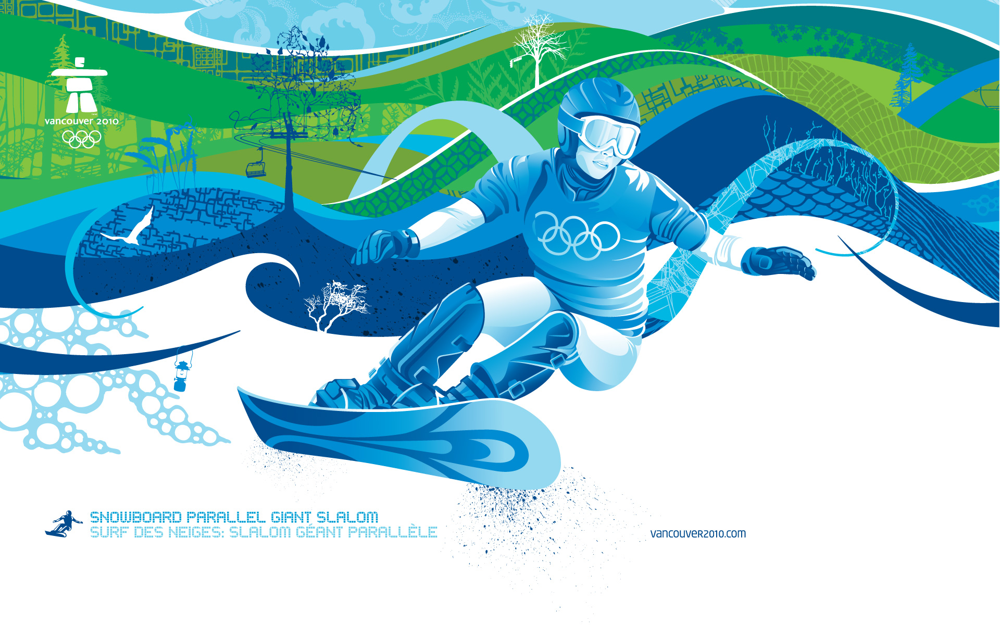 vancouver 2010
SNOWBOARD PARALLEL GIANT SLALOM
SURF DES NEIGES: SLALOM GÉANT PARALLÈLE
vancouver2010.com